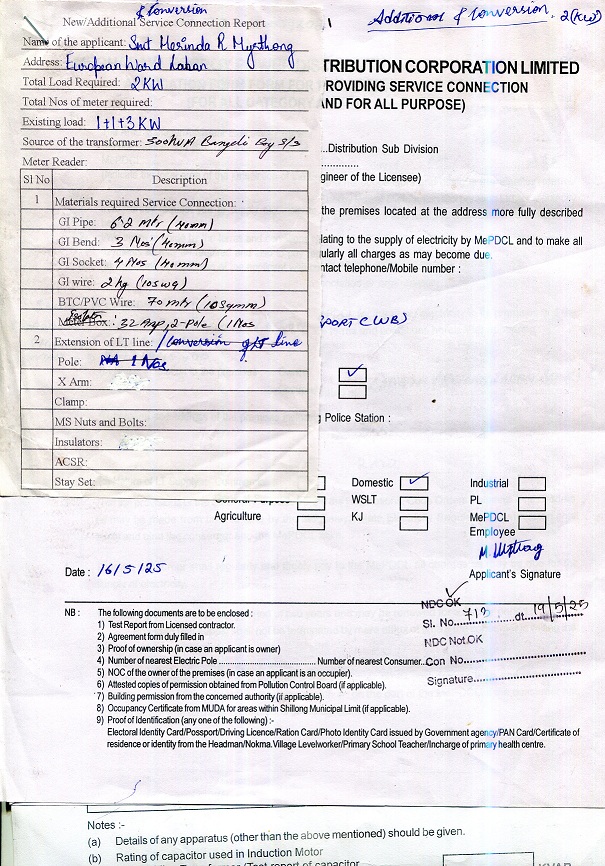 & Conversion
New/Additional Service Connection Report
Name of the applicant: Smt Merinda R Myrthong
Address: European Ward Laban
Total Load Required: 2KW
Total Nos of meter required:
Existing load: 1+1+3 KW
Source of the transformer: 300KVA S/S
Meter Reader:
Sl No Description
1 Materials required Service Connection:
GI Pipe: 6.2 Mtr (40mm)
GI Bend: 3 Nos (40mm)
GI Socket: 4 Nos (40mm)
GI wire: 2 Kg (10swg)
BTC/PVC Wire: 70 mtr (10Sqmm)
Isolator
Meter Box: 32 Amp, 2-Pole (1 Nos
2 Extension of LT line: / Conversion of LT line
Pole: 1 Nos
X Arm:
Clamp:
MS Nuts and Bolts:
Insulators:
ACSR:
Stay Set:
Additional & Conversion. 2(KW)
TRIBUTION CORPORATION LIMITED
PROVIDING SERVICE CONNECTION
AND FOR ALL PURPOSE)
...Distribution Sub Division
gineer of the Licensee)
the premises located at the address more fully described
lating to the supply of electricity by MePDCL and to make all
ularly all charges as may become due.
ntact telephone/Mobile number :
SPORT CLUB)
g Police Station :
Domestic Industrial
General Purpose WSLT PL
Agriculture KJ MePDCL
Employee
Date : 16/5/25
Applicant's Signature
NDC OK
Sl. No. 713 dt. 19/5/25
NDC Not OK
Con No.
Signature
NB : The following documents are to be enclosed :
1) Test Report from Licensed contractor.
2) Agreement form duly filled in
3) Proof of ownership (in case an applicant is owner)
4) Number of nearest Electric Pole ........ Number of nearest Consumer
5) NOC of the owner of the premises (in case an applicant is an occupier).
6) Attested copies of permission obtained from Pollution Control Board (if applicable).
7) Building permission from the concerned authority (if applicable).
8) Occupancy Certificate from MUDA for areas within Shillong Municipal Limit (if applicable).
9) Proof of Identification (any one of the following) :-
Electoral Identity Card/Possport/Driving Licence/Ration Card/Photo Identity Card issued by Government agency/PAN Card/Certificate of
residence or identity from the Headman/Nokma.Village Levelworker/Primary School Teacher/Incharge of primary health centre.
Notes :-
(a) Details of any apparatus (other than the above mentioned) should be given.
(b) Rating of capacitor used in Induction Motor